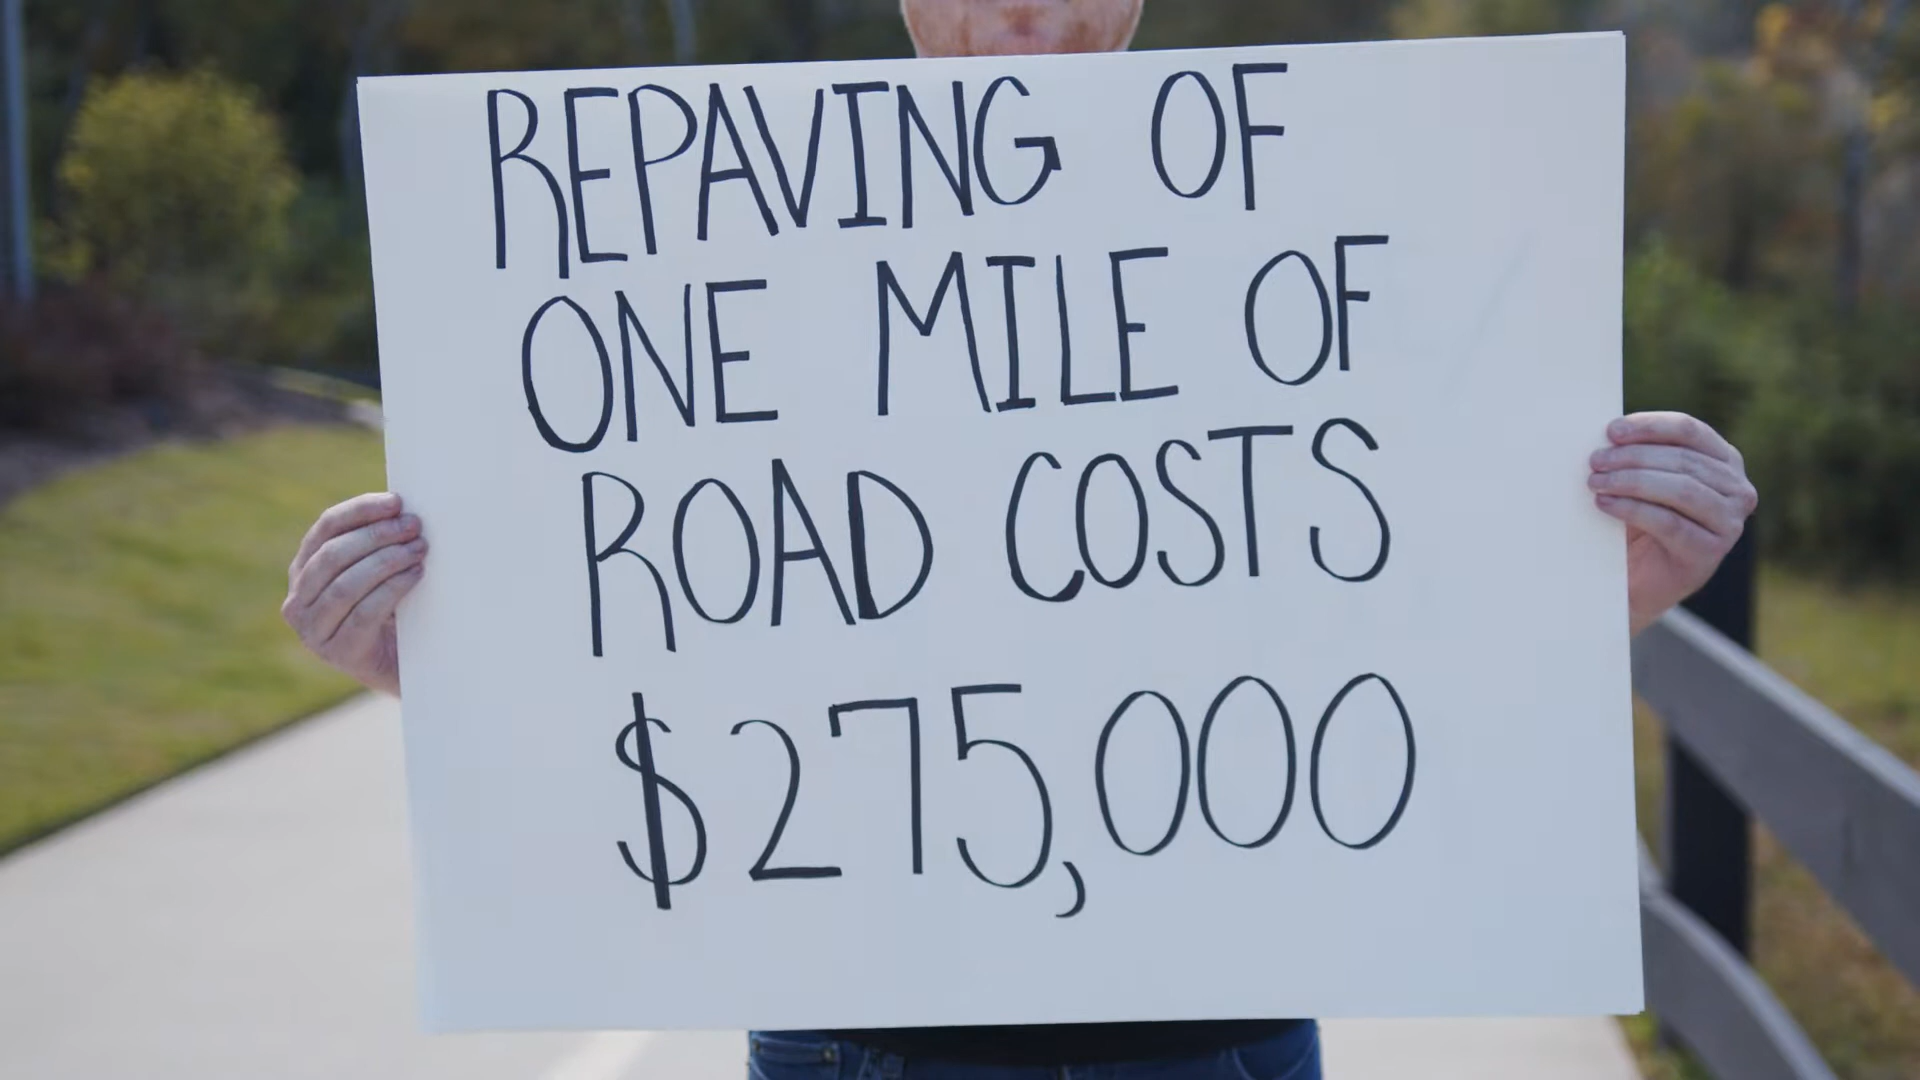 REPAVING OF
ONE MILE OF
ROAD COSTS
$275,000